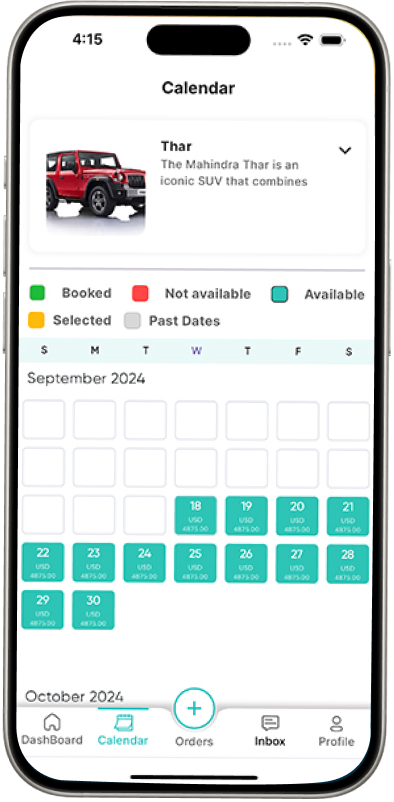 4:15
Calendar
Thar
The Mahindra Thar is an
iconic SUV that combines
Booked Not available Available
Selected Past Dates
S M T W T F S
September 2024
18 19 20 21
USD USD USD USD
4875.00 4875.00 4875.00 4875.00
22 23 24 25 26 27 28
USD USD USD USD USD USD USD
4875.00 4875.00 4875.00 4875.00 4875.00 4875.00 4875.00
29 30
USD USD
4875.00 4875.00
October 2024
DashBoard Calendar Orders Inbox Profile